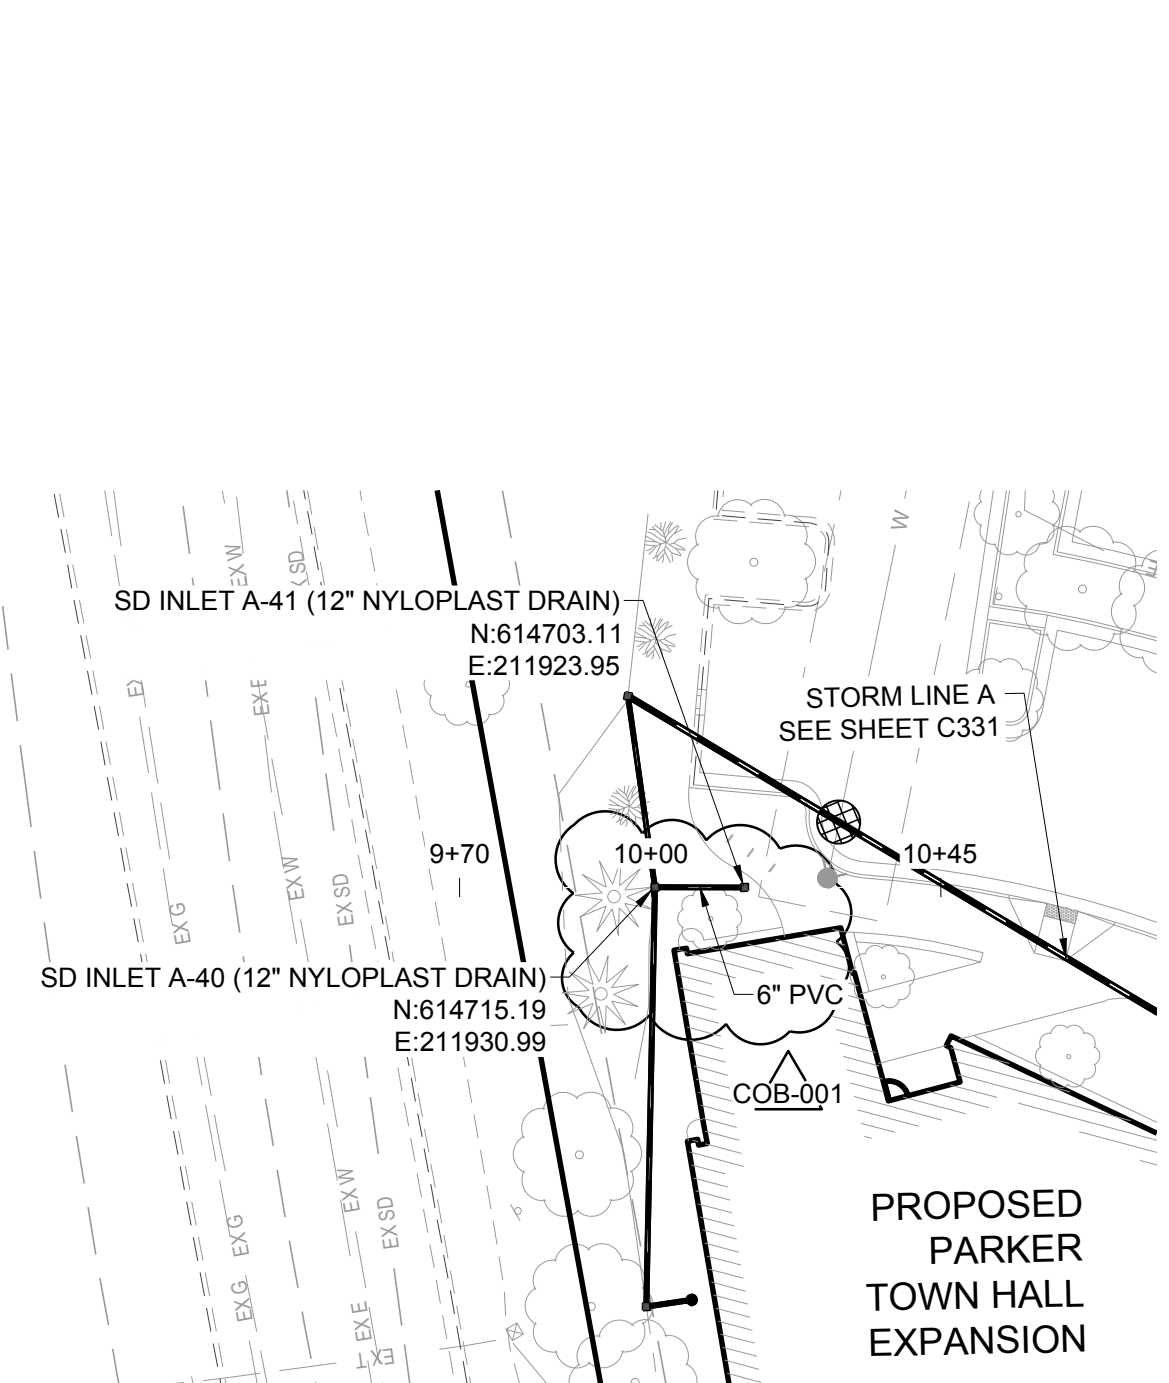 W
EX W
SD
SD INLET A-41 (12" NYLOPLAST DRAIN)
N:614703.11
E:211923.95
EX E
STORM LINE A
SEE SHEET C331
9+70
10+00
10+45
EX W
EX SD
EX G
SD INLET A-40 (12" NYLOPLAST DRAIN)
N:614715.19
E:211930.99
6" PVC
COB-001
EX W
EX SD
EX G
EX G
EX E
EX T
PROPOSED
PARKER
TOWN HALL
EXPANSION